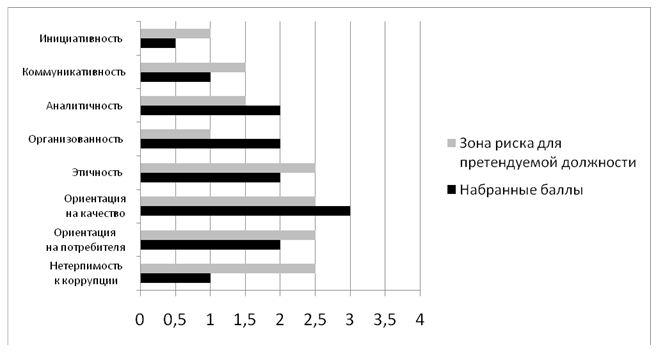 Инициативность
Коммуникативность
Аналитичность
Организованность
Этичность
Ориентация
на качество
Ориентация
на потребителя
Нетерпимость
к коррупции
0 0,5 1 1,5 2 2,5 3 3,5 4
Зона риска для
претендуемой должности
Набранные баллы